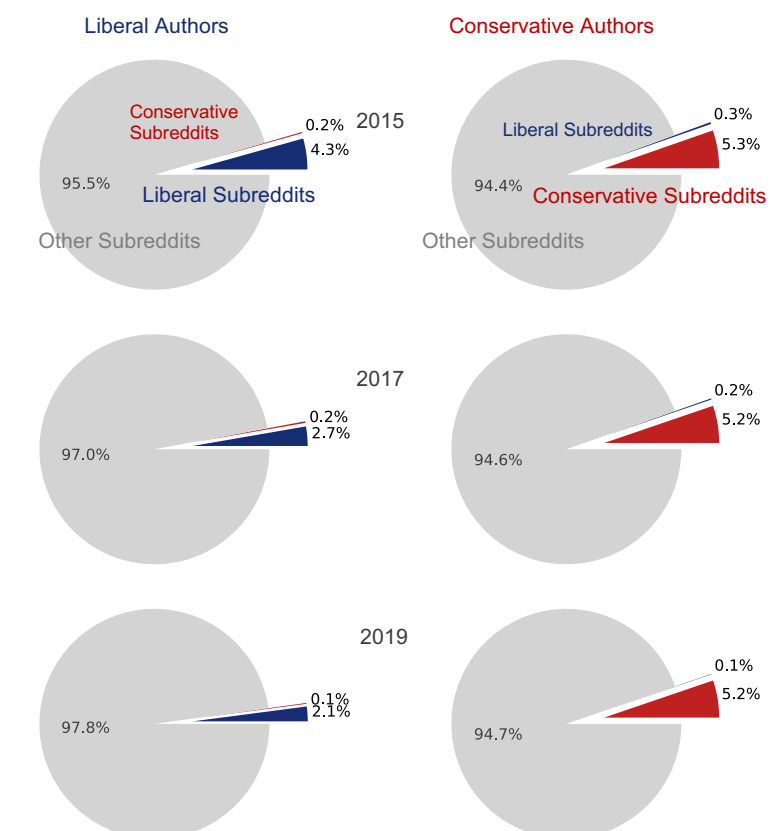 Liberal Authors
Conservative Authors
Conservative
Subreddits
0.2%
4.3%
95.5%
Liberal Subreddits
Other Subreddits
2015
Liberal Subreddits
0.3%
5.3%
94.4%
Conservative Subreddits
Other Subreddits
2017
0.2%
2.7%
97.0%
0.2%
5.2%
94.6%
2019
0.1%
2.1%
97.8%
0.1%
5.2%
94.7%